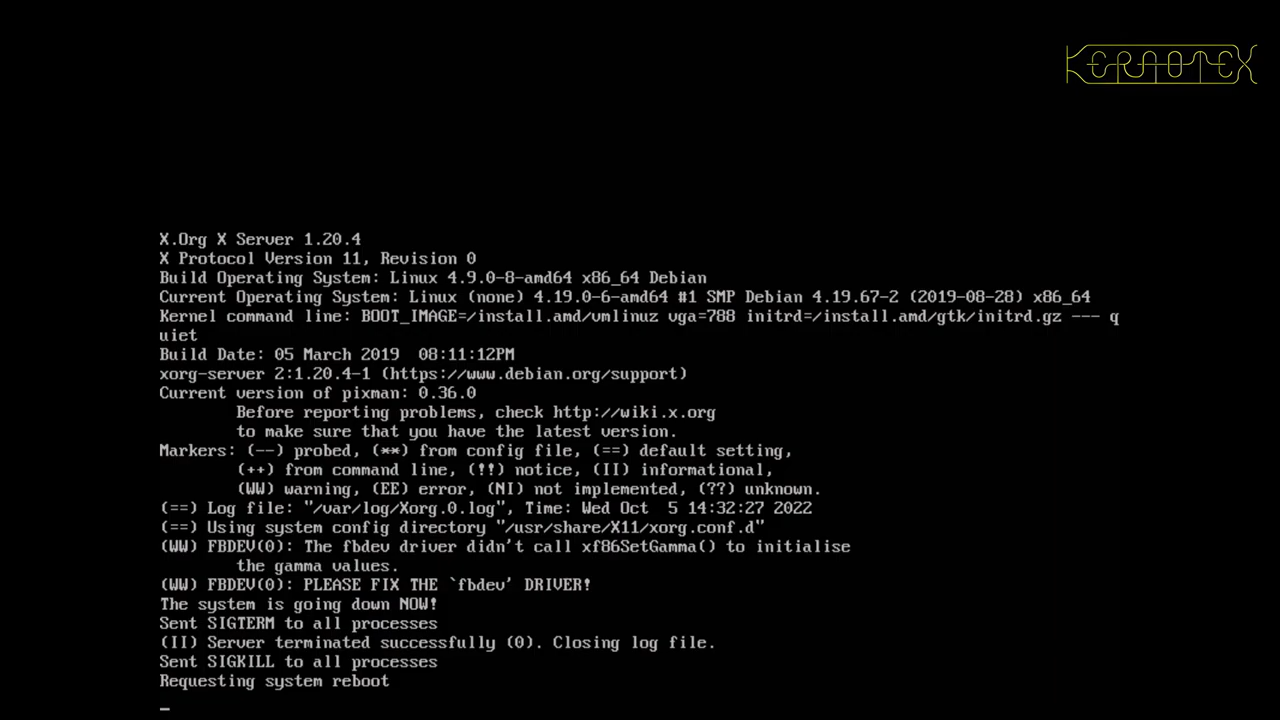 KERAOTEX
X.Org X Server 1.20.4
X Protocol Version 11, Revision 0
Build Operating System: Linux 4.9.0-8-amd64 x86_64 Debian
Current Operating System: Linux (none) 4.19.0-6-amd64 #1 SMP Debian 4.19.67-2 (2019-08-28) x86_64
Kernel command line: BOOT_IMAGE=/install.amd/vmlinuz vga=788 initrd=/install.amd/gtk/initrd.gz --- q
uiet
Build Date: 05 March 2019  08:11:12PM
xorg-server 2:1.20.4-1 (https://www.debian.org/support)
Current version of pixman: 0.36.0
        Before reporting problems, check http://wiki.x.org
        to make sure that you have the latest version.
Markers: (--) probed, (**) from config file, (==) default setting,
        (++) from command line, (!!) notice, (II) informational,
        (WW) warning, (EE) error, (NI) not implemented, (??) unknown.
(==) Log file: "/var/log/Xorg.0.log", Time: Wed Oct  5 14:32:27 2022
(==) Using system config directory "/usr/share/X11/xorg.conf.d"
(WW) FBDEV(0): The fbdev driver didn't call xf86SetGamma() to initialise
        the gamma values.
(WW) FBDEV(0): PLEASE FIX THE `fbdev' DRIVER!
The system is going down NOW!
Sent SIGTERM to all processes
(II) Server terminated successfully (0). Closing log file.
Sent SIGKILL to all processes
Requesting system reboot
_